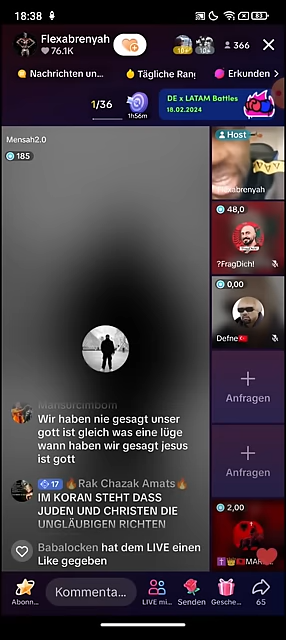 18:38
83
Flexabrenyah
76.1K
10+
10+
366
Nachrichten un...
Tägliche Rang
Erkunden >
1/36
1h56m
DE x LATAM Battles
18.02.2024
Mensah2.0
185
Host
48,0
?FragDich!
0,00
Defne
Anfragen
Anfragen
2,00
Mansurcimbom
Wir haben nie gesagt unser
gott ist gleich was eine lüge
wann haben wir gesagt jesus
ist gott
17 Rak Chazak Amats
IM KORAN STEHT DASS
JUDEN UND CHRISTEN DIE
UNGLÄUBIGEN RICHTEN
Babalocken hat dem LIVE einen
Like gegeben
Abonn...
Kommenta...
LIVE mi...
Senden
Gesche...
65